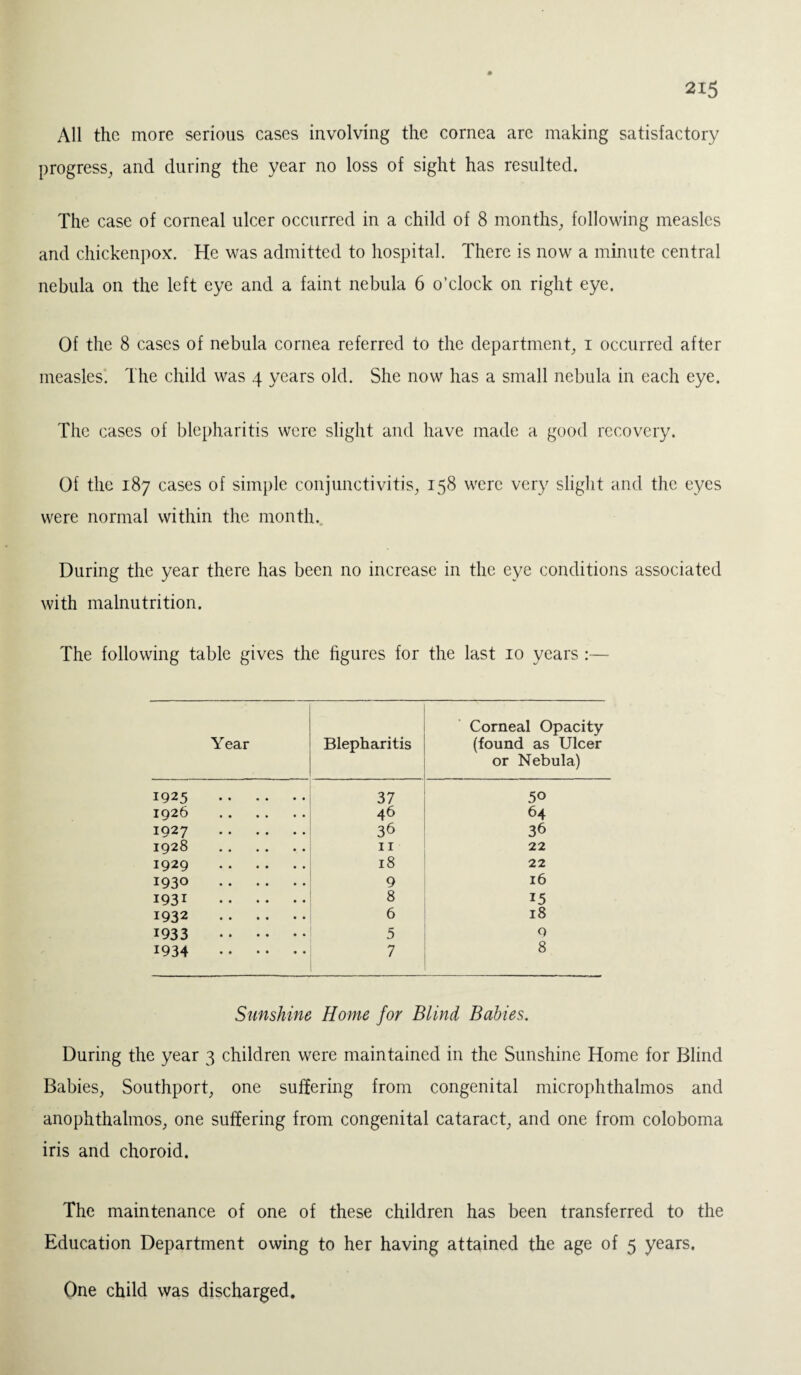 215
All the more serious cases involving the cornea are making satisfactory
progress, and during the year no loss of sight has resulted.
The case of corneal ulcer occurred in a child of 8 months, following measles
and chickenpox. He was admitted to hospital. There is now a minute central
nebula on the left eye and a faint nebula 6 o'clock on right eye.
Of the 8 cases of nebula cornea referred to the department, 1 occurred after
measles. The child was 4 years old. She now has a small nebula in each eye.
The cases of blepharitis were slight and have made a good recovery.
Of the 187 cases of simple conjunctivitis, 158 were very slight and the eyes
were normal within the month.
During the year there has been no increase in the eye conditions associated
with malnutrition.
The following table gives the figures for the last 10 years :—
Year Blepharitis Corneal Opacity
(found as Ulcer
or Nebula)
1925 .. .. .. 37 50
1926 .. .. .. 46 64
1927 .. .. .. 36 36
1928 .. .. .. 11 22
1929 .. .. .. 18 22
1930 .. .. .. 9 16
1931 .. .. .. 8 15
1932 .. .. .. 6 18
1933 .. .. .. 5 9
1934 .. .. .. 7 8
Sunshine Home for Blind Babies.
During the year 3 children were maintained in the Sunshine Home for Blind
Babies, Southport, one suffering from congenital microphthalmos and
anophthalmos, one suffering from congenital cataract, and one from coloboma
iris and choroid.
The maintenance of one of these children has been transferred to the
Education Department owing to her having attained the age of 5 years.
One child was discharged.